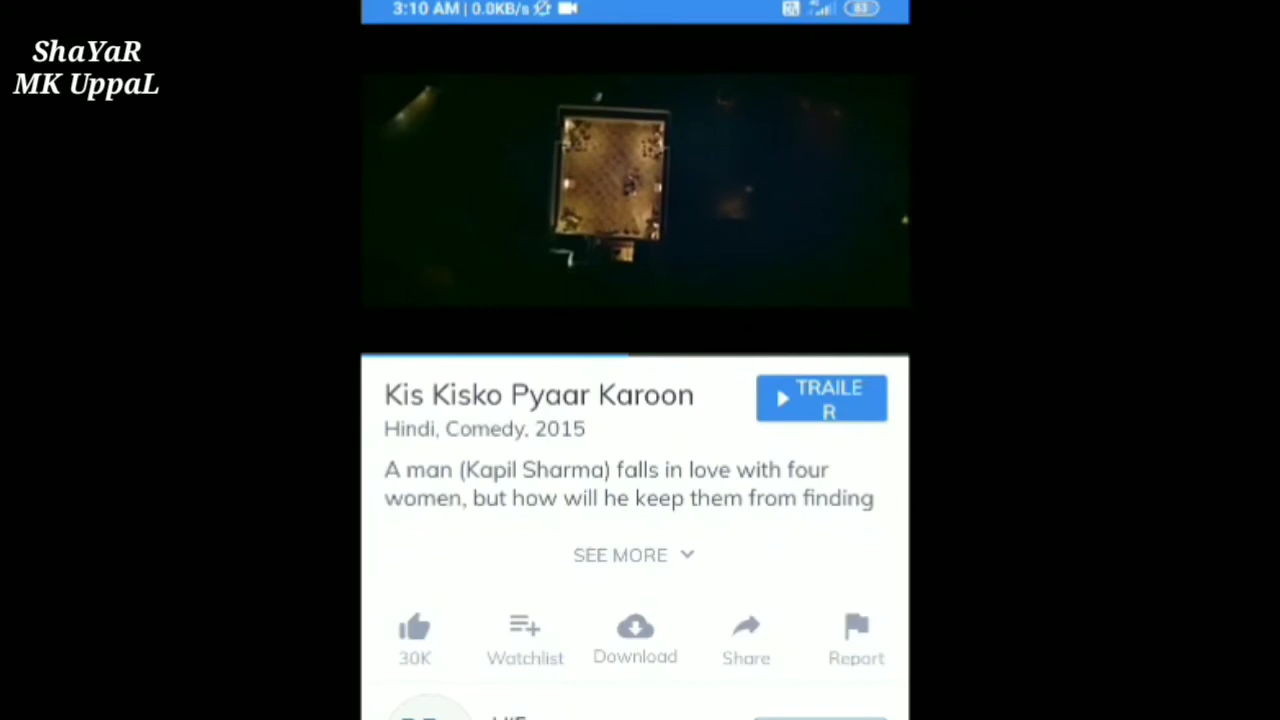 3:10 AM | 0.0KB/s
83
ShaYaR
MK UppaL
Kis Kisko Pyaar Karoon
TRAILE
R
Hindi, Comedy, 2015
A man (Kapil Sharma) falls in love with four
women, but how will he keep them from finding
SEE MORE
30K
Watchlist
Download
Share
Report